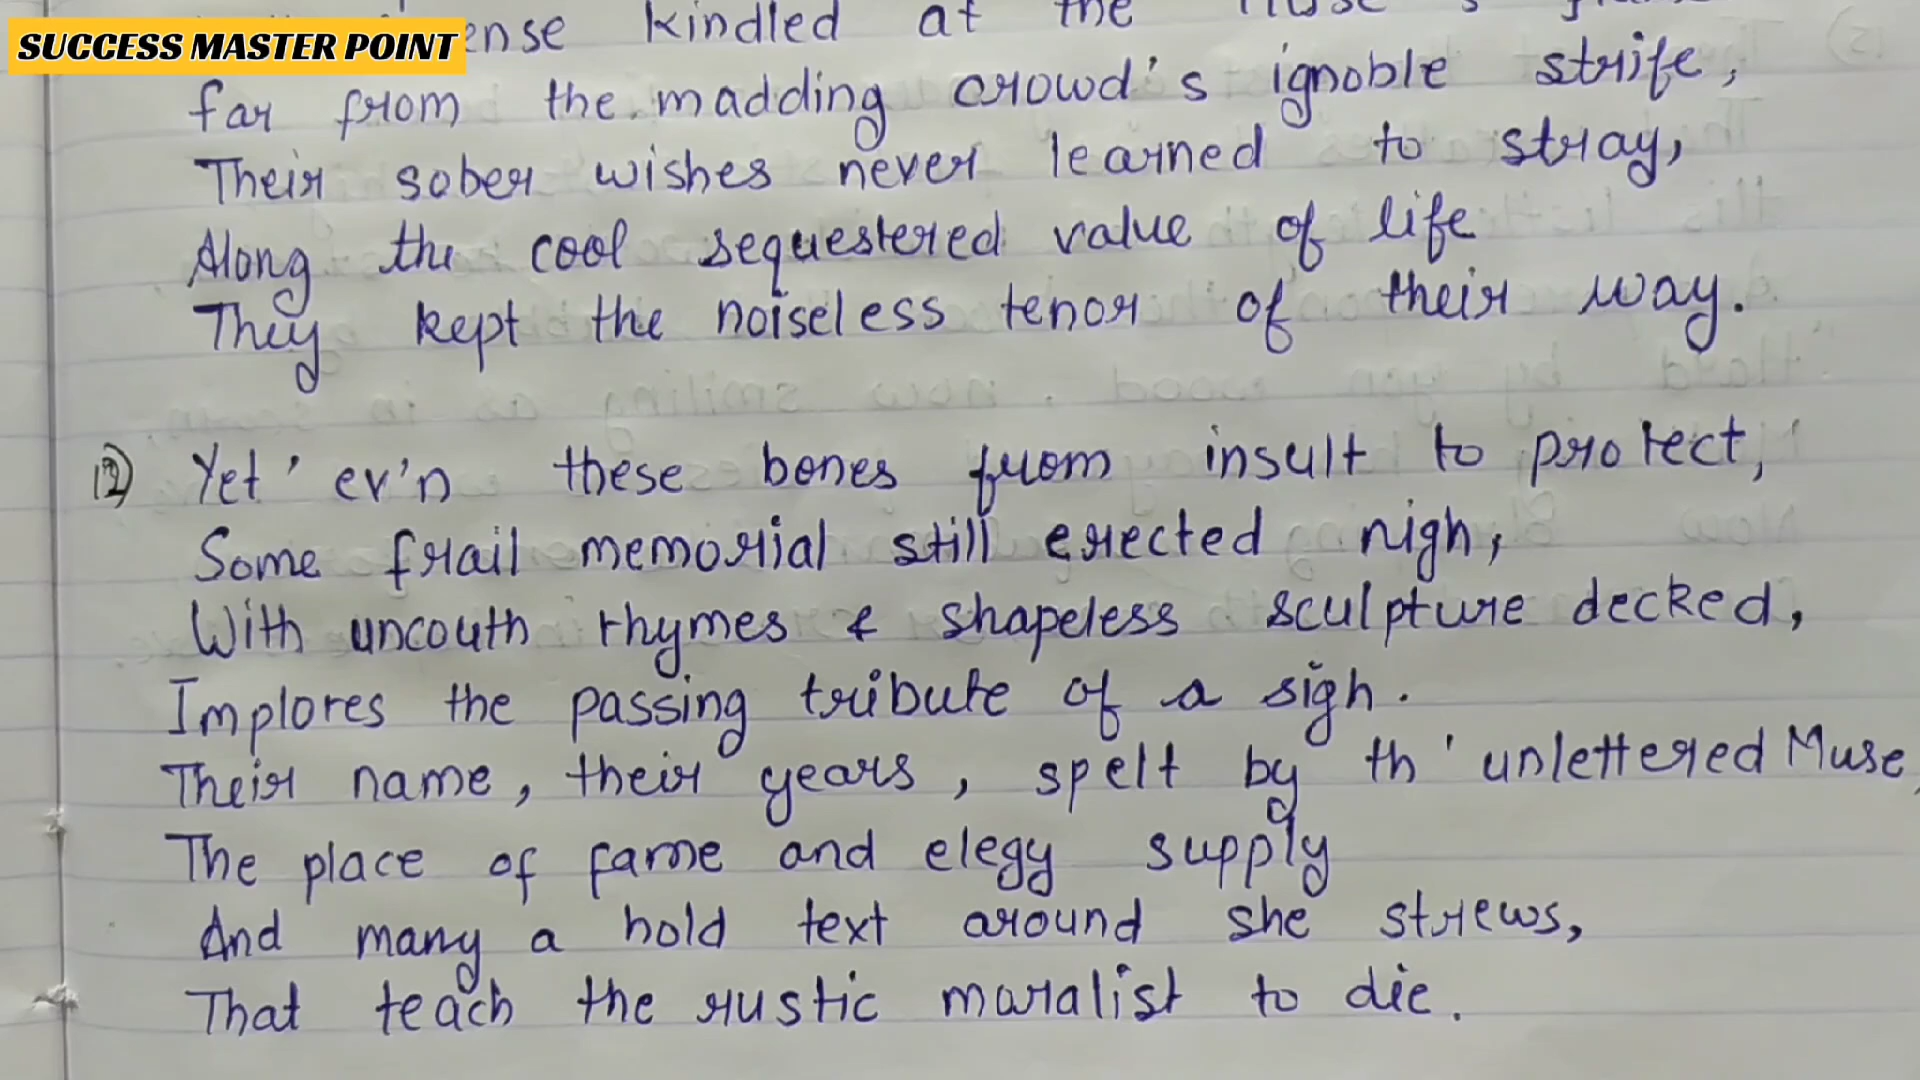 SUCCESS MASTER POINT
ense kindled at the
far from the madding crowd's ignoble strife,
Their sober wishes never learned to stray,
Along the cool sequestered value of life
They kept the noiseless tenor of their way.
12) Yet' ev'n these bones from insult to protect,
Some frail memorial still erected nigh,
With uncouth rhymes & shapeless sculpture decked,
Implores the passing tribute of a sigh.
Their name, their years, spelt by th' unlettered Muse,
The place of fame and elegy supply
And many a hold text around she strews,
That teach the rustic moralist to die.